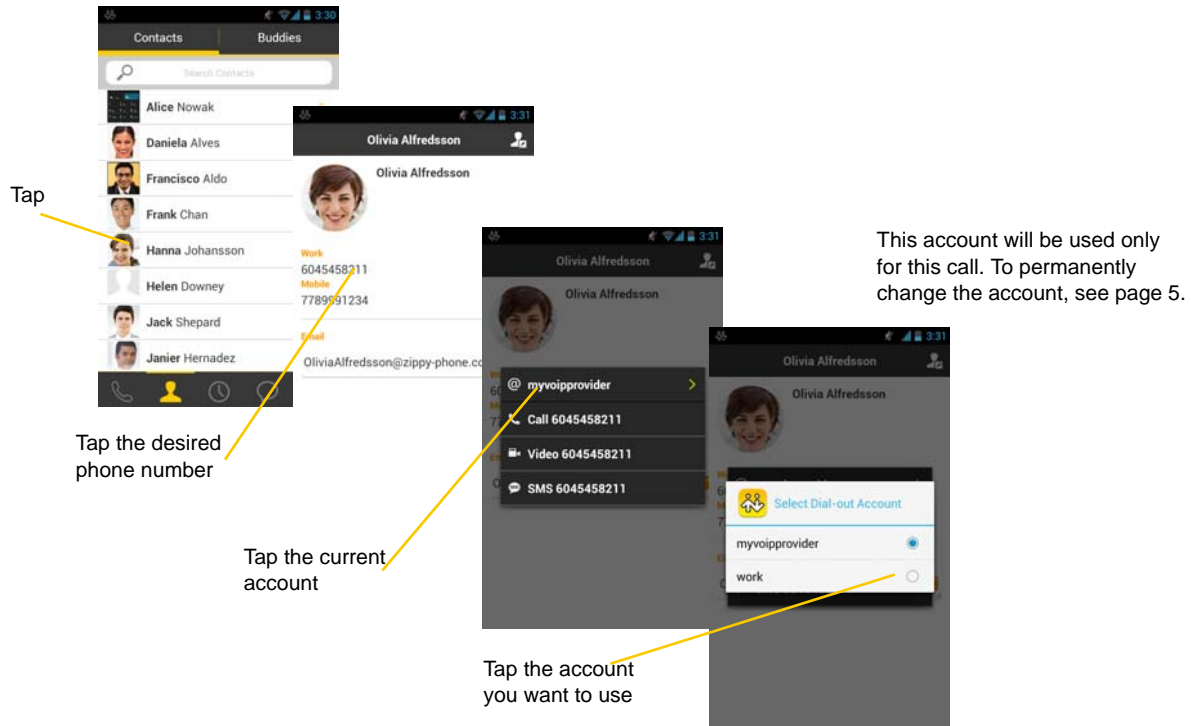 3:30
Contacts
Buddies
Search Contacts
Alice Nowak
Daniela Alves
Francisco Aldo
Frank Chan
Hanna Johansson
Helen Downey
Jack Shepard
Janier Hernadez
Tap
3:31
Olivia Alfredsson
Olivia Alfredsson
Work
6045458211
Mobile
7789991234
Email
OliviaAlfredsson@zippy-phone.cc
Tap the desired
phone number
3:31
Olivia Alfredsson
Olivia Alfredsson
@ myvoipprovider
Call 6045458211
Video 6045458211
SMS 6045458211
Tap the current
account
This account will be used only
for this call. To permanently
change the account, see page 5.
3:31
Olivia Alfredsson
Olivia Alfredsson
Select Dial-out Account
myvoipprovider
work
Tap the account
you want to use